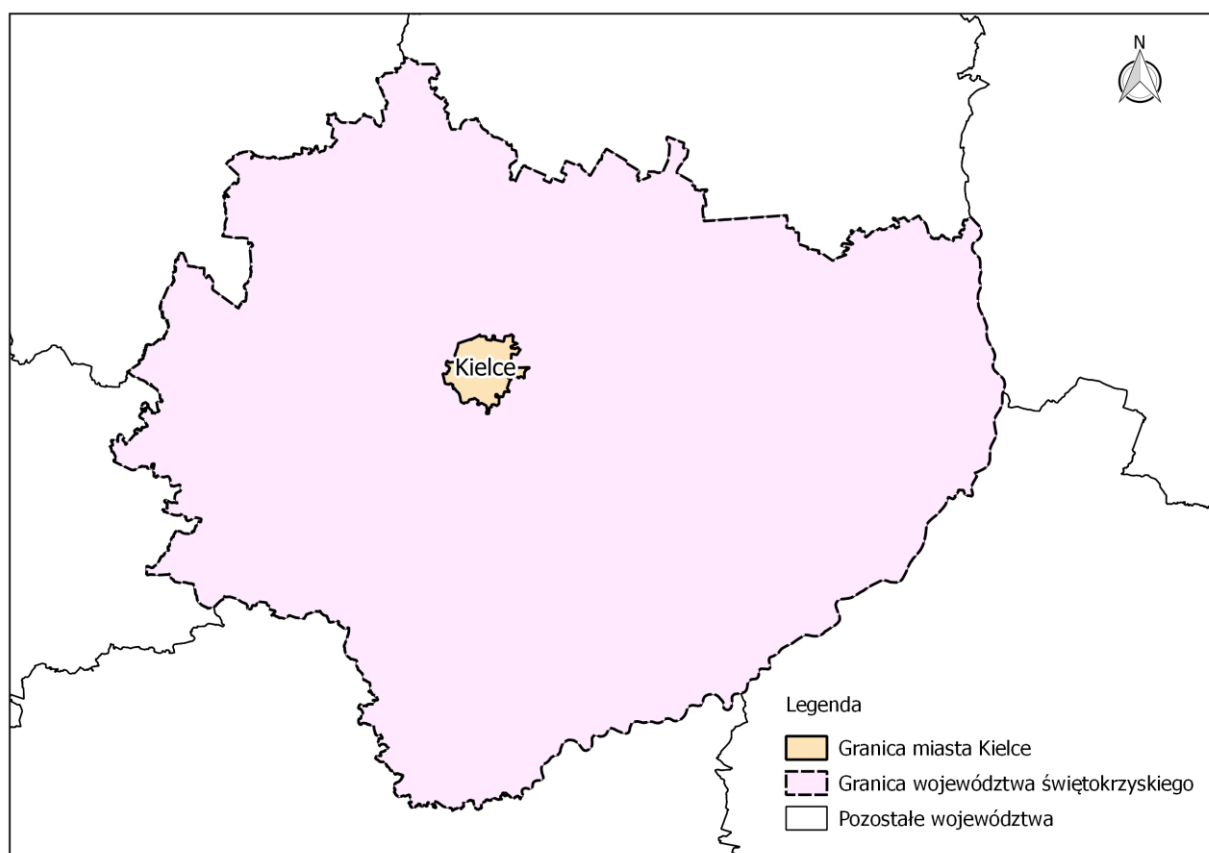 N
Kielce
Legenda
Granica miasta Kielce
Granica województwa świętokrzyskiego
Pozostałe województwa